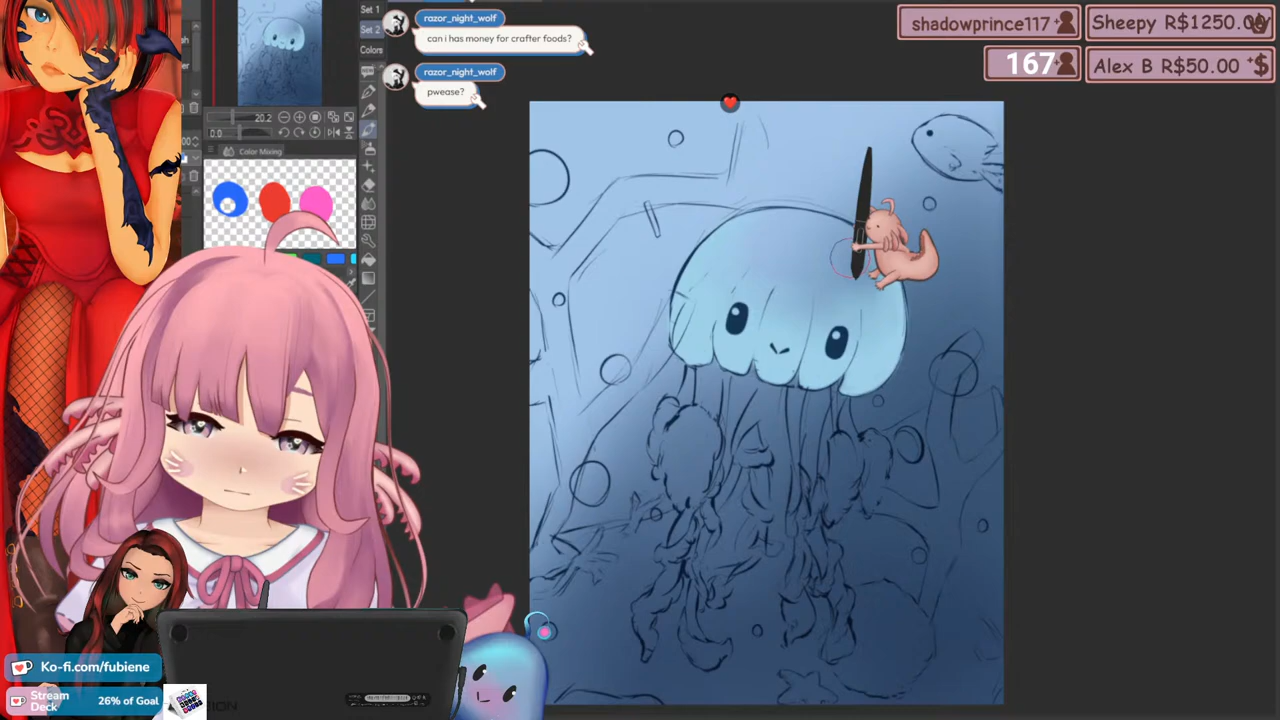 Set 1
Set 2
Colors
razor_night_wolf
can i has money for crafter foods?
razor_night_wolf
pwease?
shadowprince117
Sheepy R$1250.00
167
Alex B R$50.00
20.2
0.0
Color Mixing
Ko-fi.com/fubiene
Stream Deck
26% of Goal